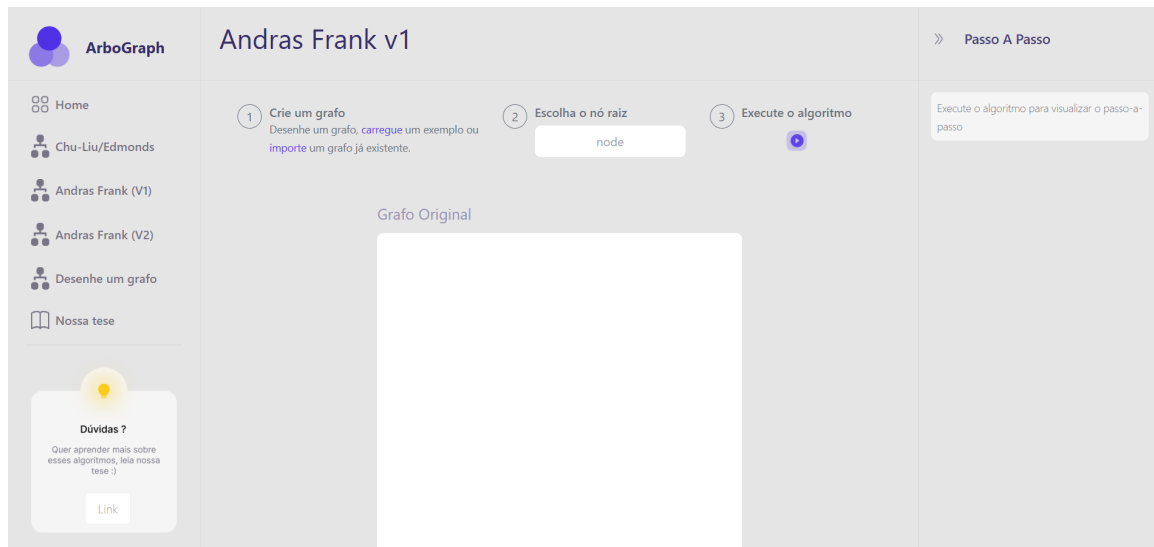 ArboGraph
Home
Chu-Liu/Edmonds
Andras Frank (V1)
Andras Frank (V2)
Desenhe um grafo
Nossa tese
Dúvidas ?
Quer aprender mais sobre
esses algoritmos, leia nossa
tese :)
Link
Andras Frank v1
1
Crie um grafo
Desenhe um grafo, carregue um exemplo ou
importe um grafo já existente.
2
Escolha o nó raiz
node
3
Execute o algoritmo
Grafo Original
Passo A Passo
Execute o algoritmo para visualizar o passo-a-
passo